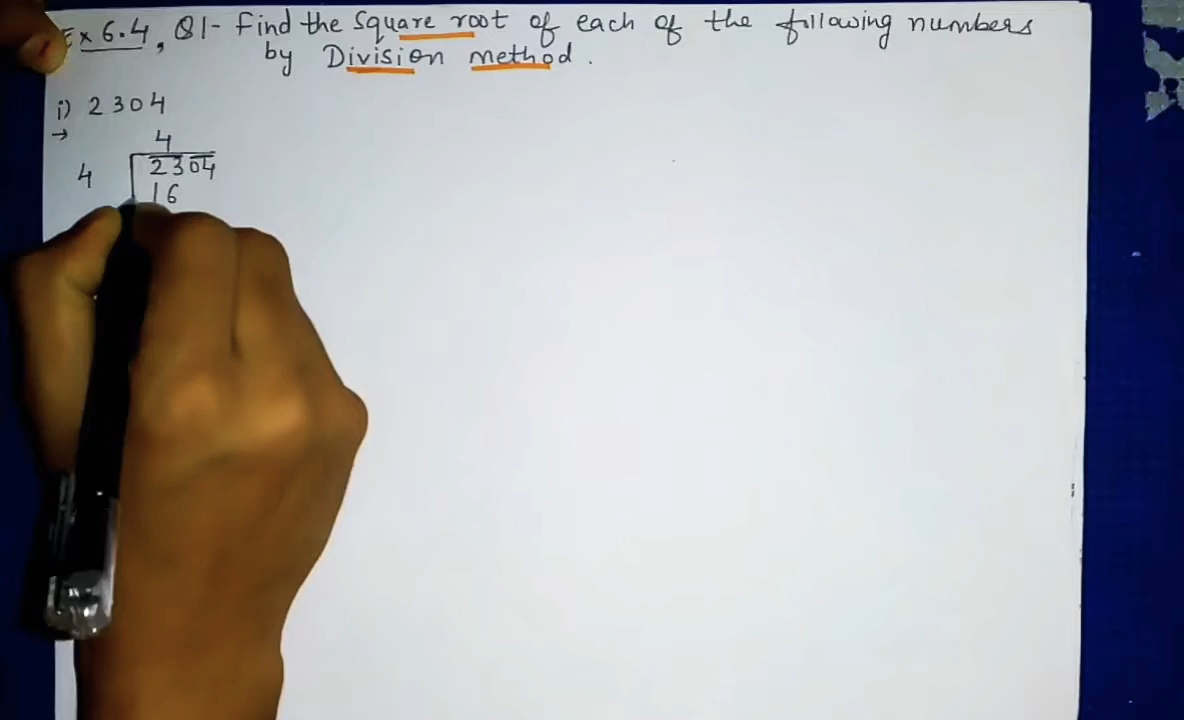 Ex 6.4, Q1- Find the Square root of each of the following numbers
by Division method.
i) 2304
→
4
4 2304
16